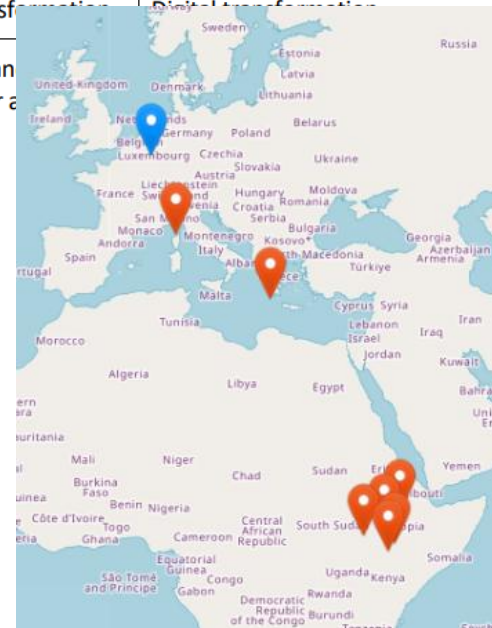 sformation Digital transformation
Norway
Sweden
Russia
Estonia
Latvia
United Kingdom
Denmark
Lithuania
Ireland
Belarus
Germany
Poland
Luxembourg
Czechia
Ukraine
Slovakia
Austria
Liechtenstein
France
Hungary
Moldova
Croatia
Romania
Serbia
San Marino
Monaco
Montenegro
Bulgaria
Andorra
Italy
Kosovo*
Georgia
Spain
Azerbaijan
Armenia
Türkiye
Malta
Cyprus
Syria
Tunisia
Lebanon
Iraq
Iran
Israel
Morocco
Jordan
Kuwait
Algeria
Libya
Egypt
Mali
Niger
Chad
Sudan
Yemen
Burkina
Faso
Benin
Nigeria
Côte d'Ivoire
Togo
Ghana
Cameroon
Central
African
Republic
South Suda
Somalia
Equatorial
Guinea
Uganda
Kenya
São Tomé
and Príncipe
Congo
Gabon
Democratic
Republic
of the Congo
Rwanda
Burundi